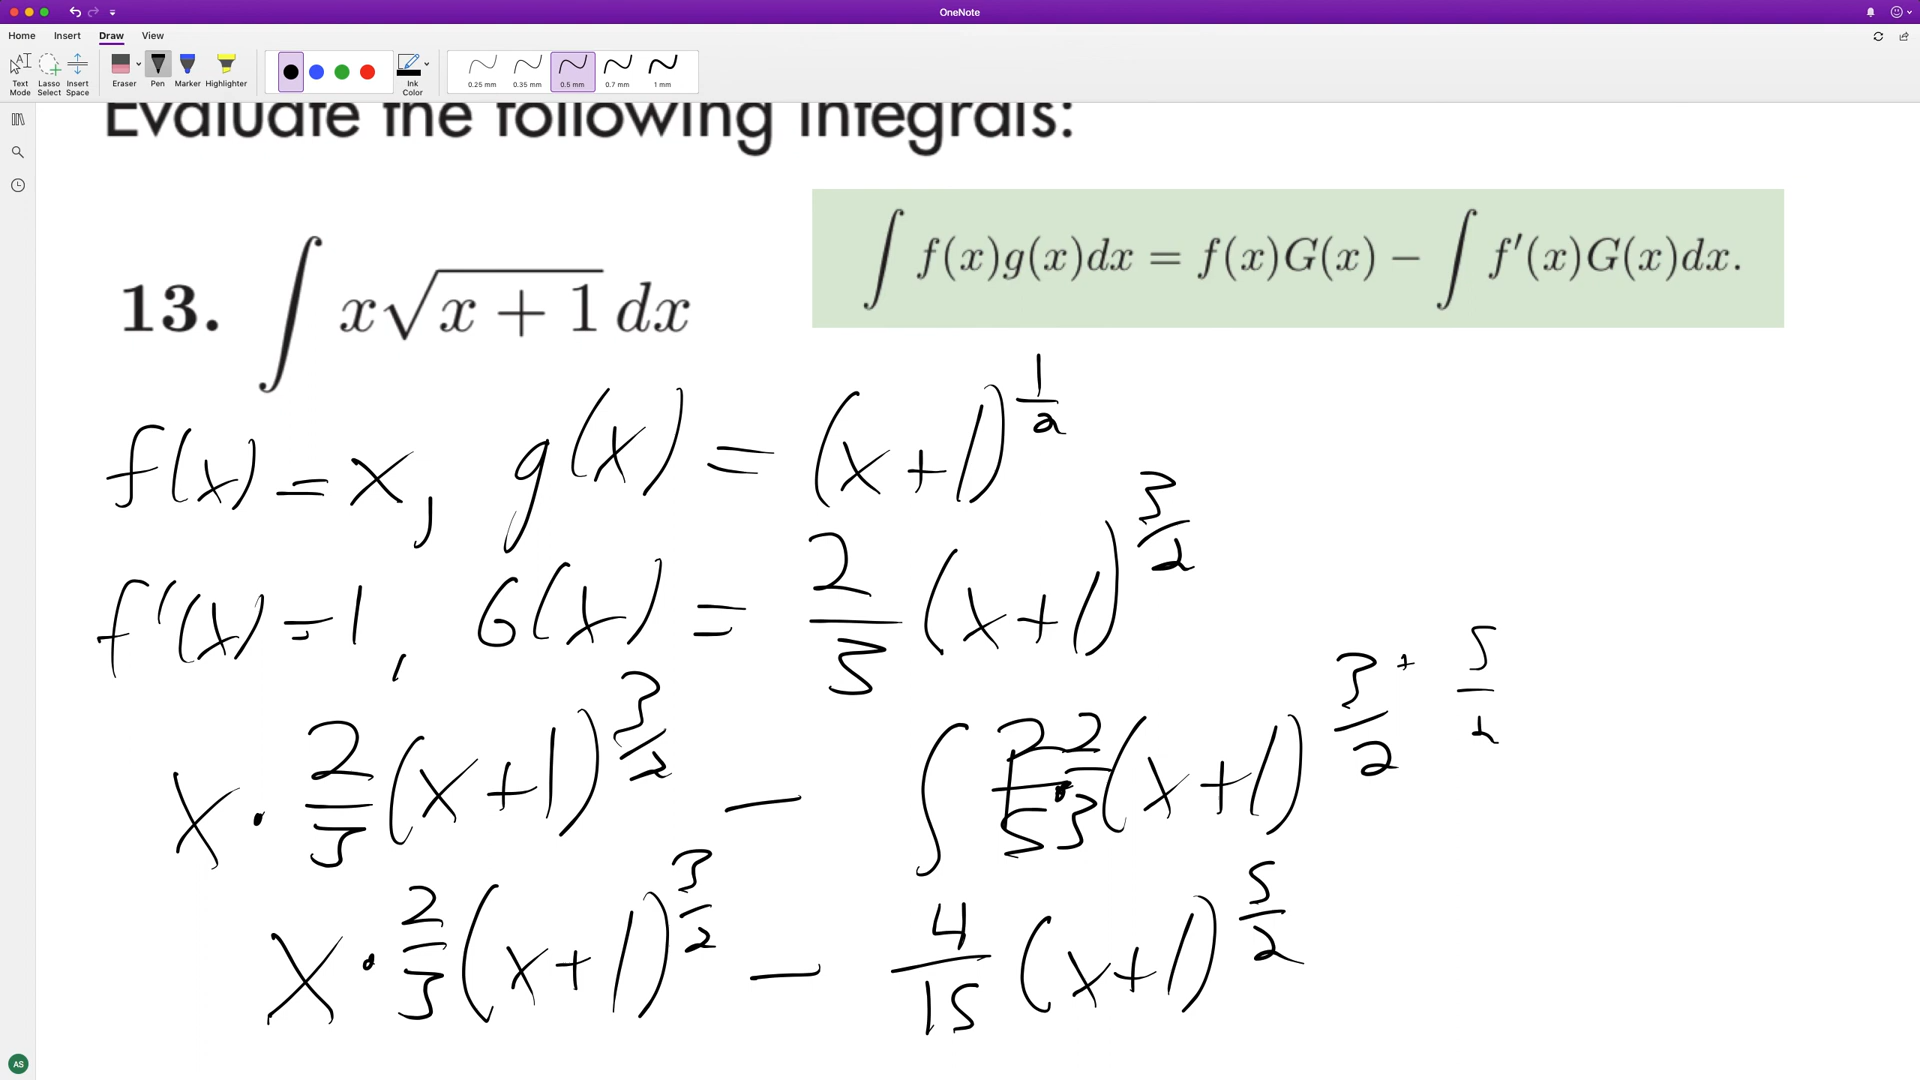 OneNote
Home Insert Draw View
Text Mode Lasso Select Insert Space Eraser Pen Marker Highlighter Ink Color 0.25 mm 0.35 mm 0.5 mm 0.7 mm 1 mm
Evaluate the following integrals:
∫ f(x)g(x)dx = f(x)G(x) − ∫ f′(x)G(x)dx.
13. ∫ x√(x + 1) dx
f(x) = x, g(x) = (x+1)^(1/2)
f'(x) = 1, G(x) = 2/3 (x+1)^(3/2)
x · 2/3 (x+1)^(3/2) − ∫ 2/5 · 2/3 (x+1)^(3/2) + 5/2
x · 2/3 (x+1)^(3/2) − 4/15 (x+1)^(5/2)
AS